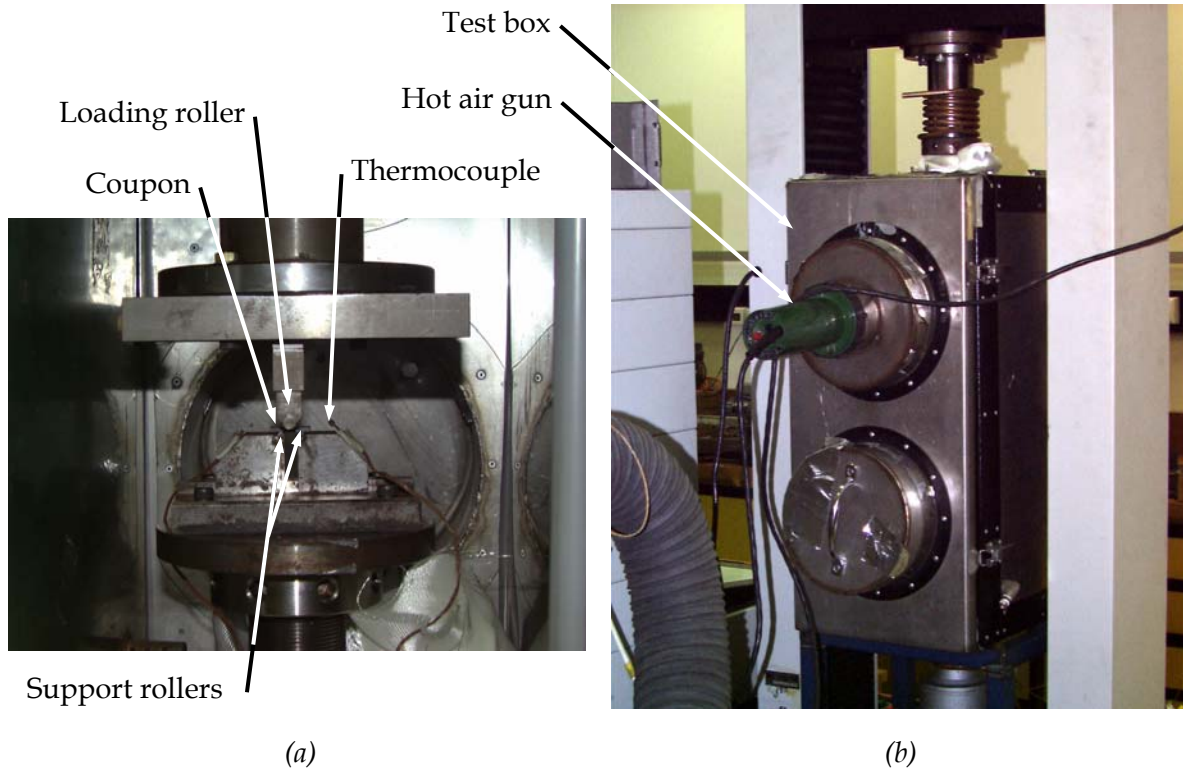 Test box
Hot air gun
Loading roller
Coupon
Thermocouple
Support rollers
(a)
(b)